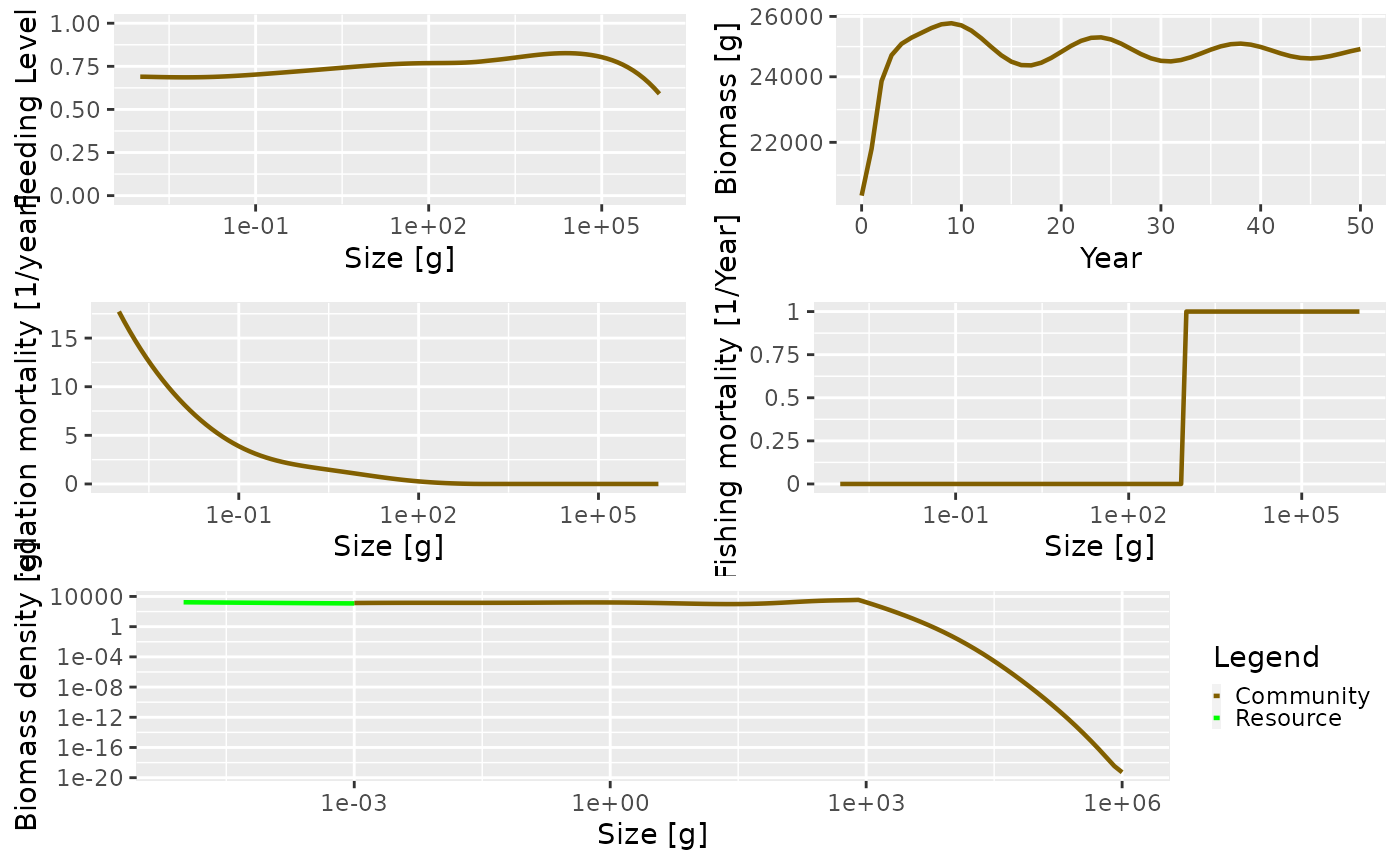 Feeding Level
1.00
0.75
0.50
0.25
0.00
1e-01 1e+02 1e+05
Size [g]
Biomass [g]
26000
24000
22000
0 10 20 30 40 50
Year
mortality [1/year]
15
10
5
0
1e-01 1e+02 1e+05
Size [g]
Fishing mortality [1/Year]
1
0.75
0.5
0.25
0
1e-01 1e+02 1e+05
Size [g]
Biomass density [g]
10000
1
1e-04
1e-08
1e-12
1e-16
1e-20
1e-03 1e+00 1e+03 1e+06
Size [g]
Legend
Community
Resource